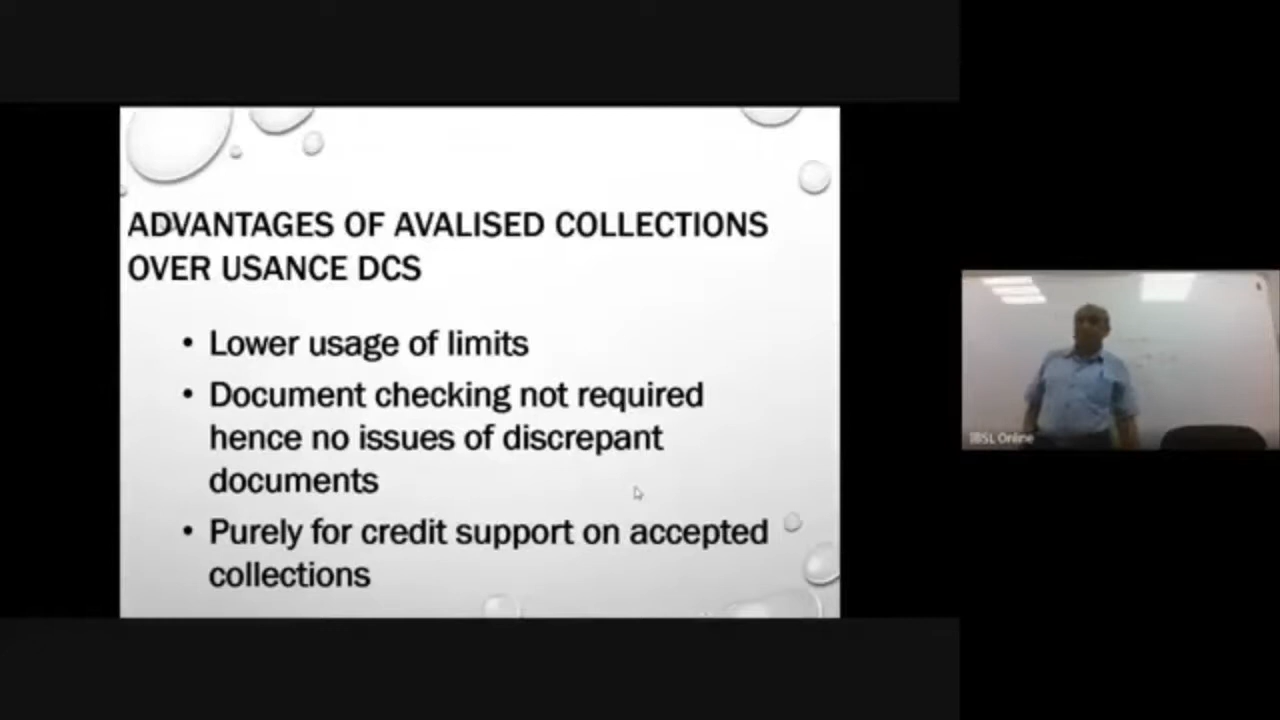 ADVANTAGES OF AVALISED COLLECTIONS
OVER USANCE DCS
• Lower usage of limits
• Document checking not required
hence no issues of discrepant
documents
• Purely for credit support on accepted
collections
IBSL Online